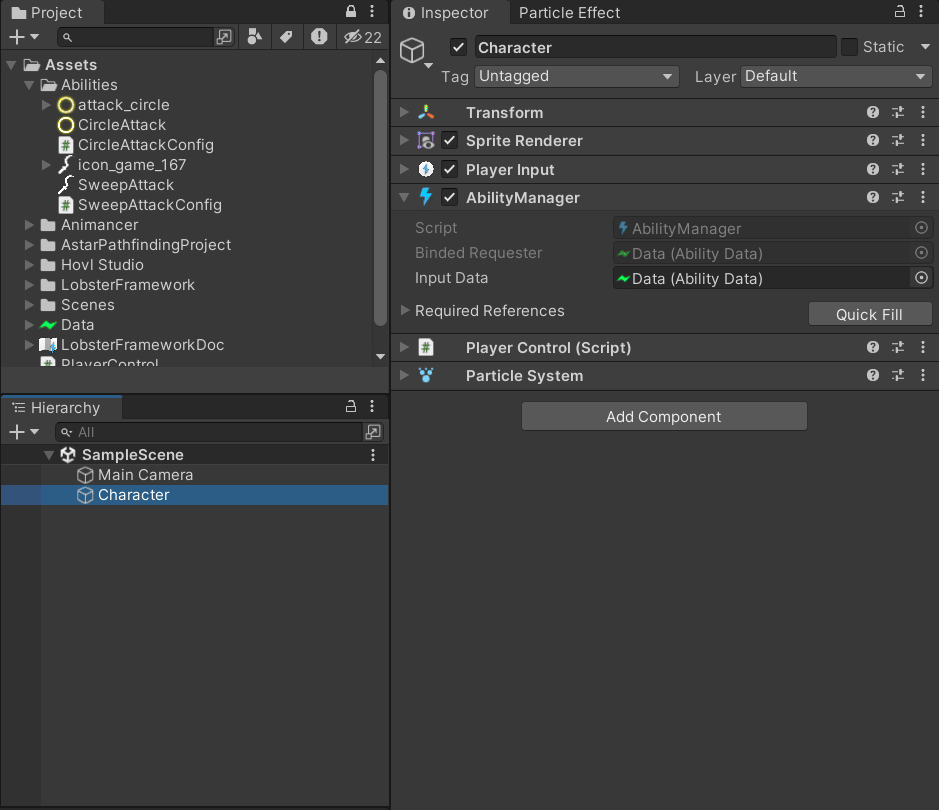 Project
22
Assets
Abilities
attack_circle
CircleAttack
CircleAttackConfig
icon_game_167
SweepAttack
SweepAttackConfig
Animancer
AstarPathfindingProject
Hovl Studio
LobsterFramework
Scenes
Data
LobsterFrameworkDoc
PlayerControl
Hierarchy
All
SampleScene
Main Camera
Character
Inspector
Particle Effect
Character
Static
Tag
Untagged
Layer
Default
Transform
Sprite Renderer
Player Input
AbilityManager
Script
AbilityManager
Binded Requester
Data (Ability Data)
Input Data
Data (Ability Data)
Required References
Quick Fill
Player Control (Script)
Particle System
Add Component